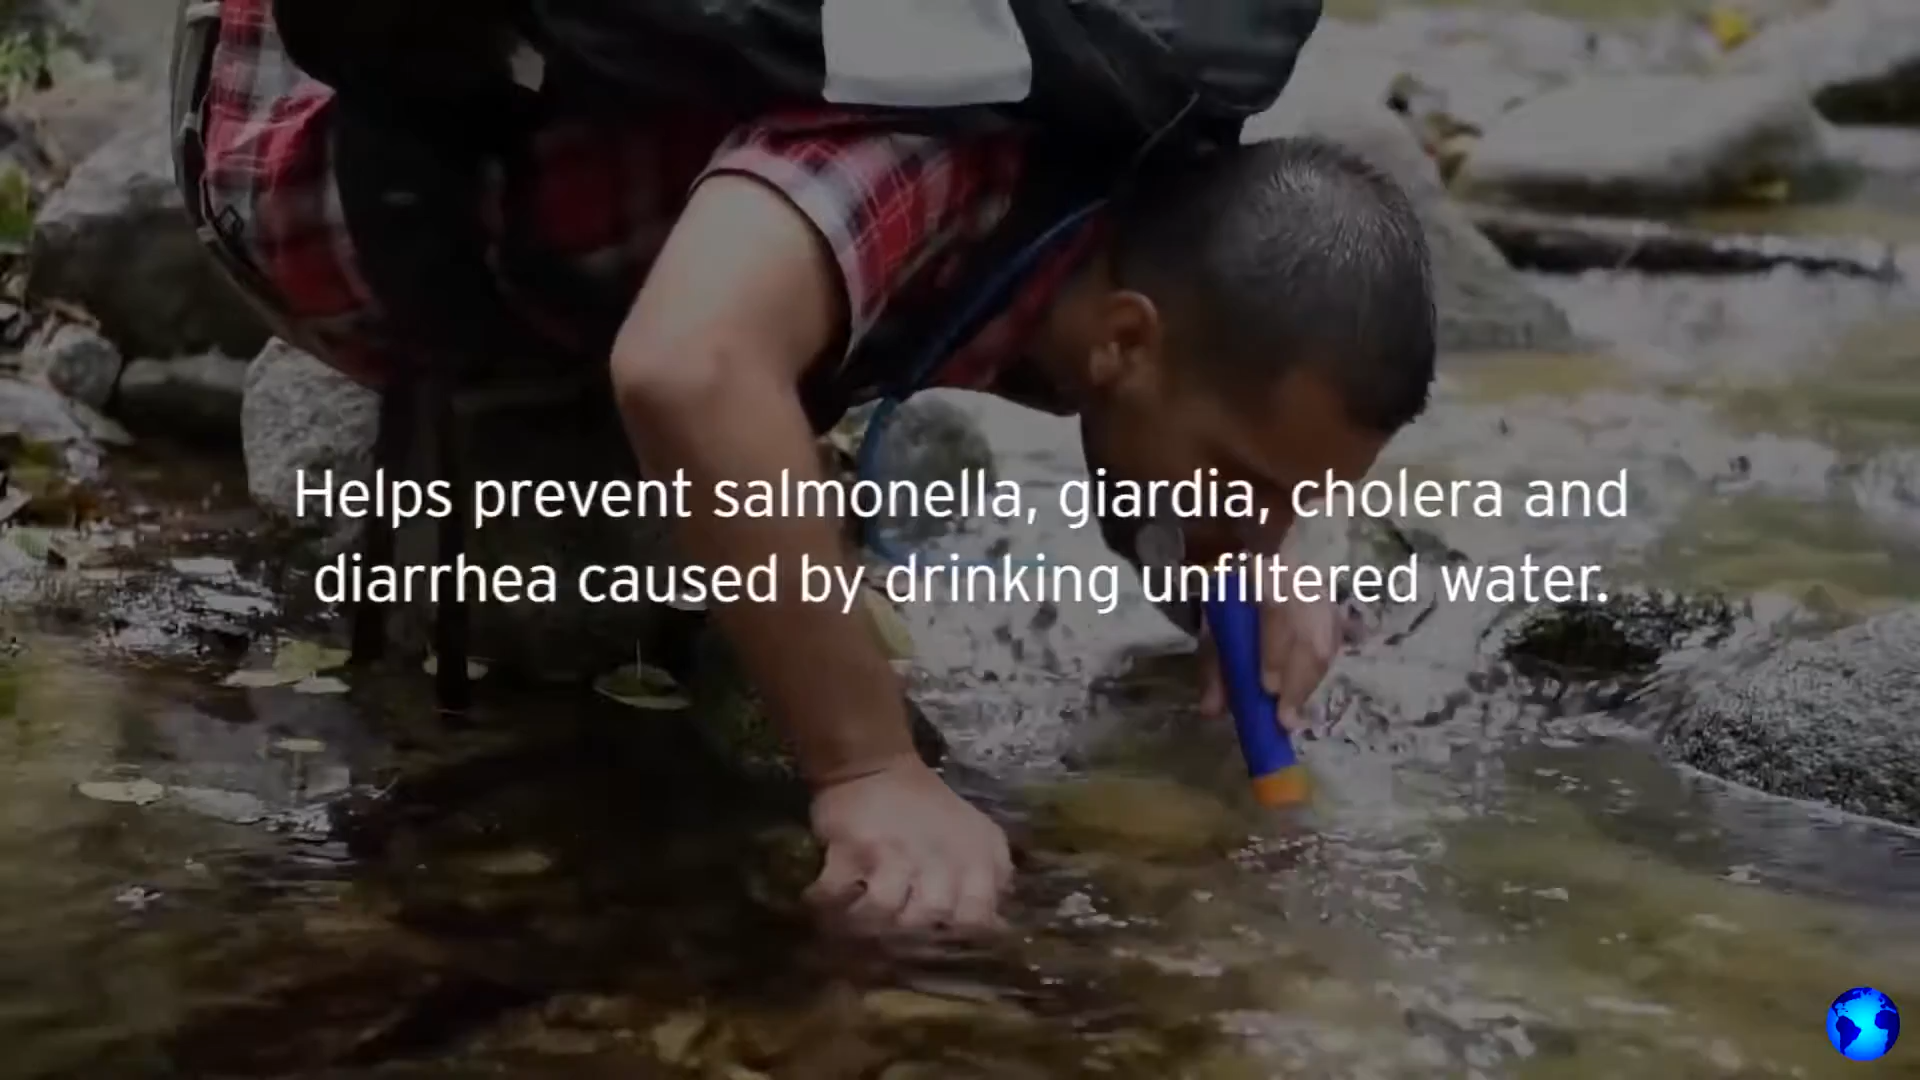 Helps prevent salmonella, giardia, cholera and
diarrhea caused by drinking unfiltered water.